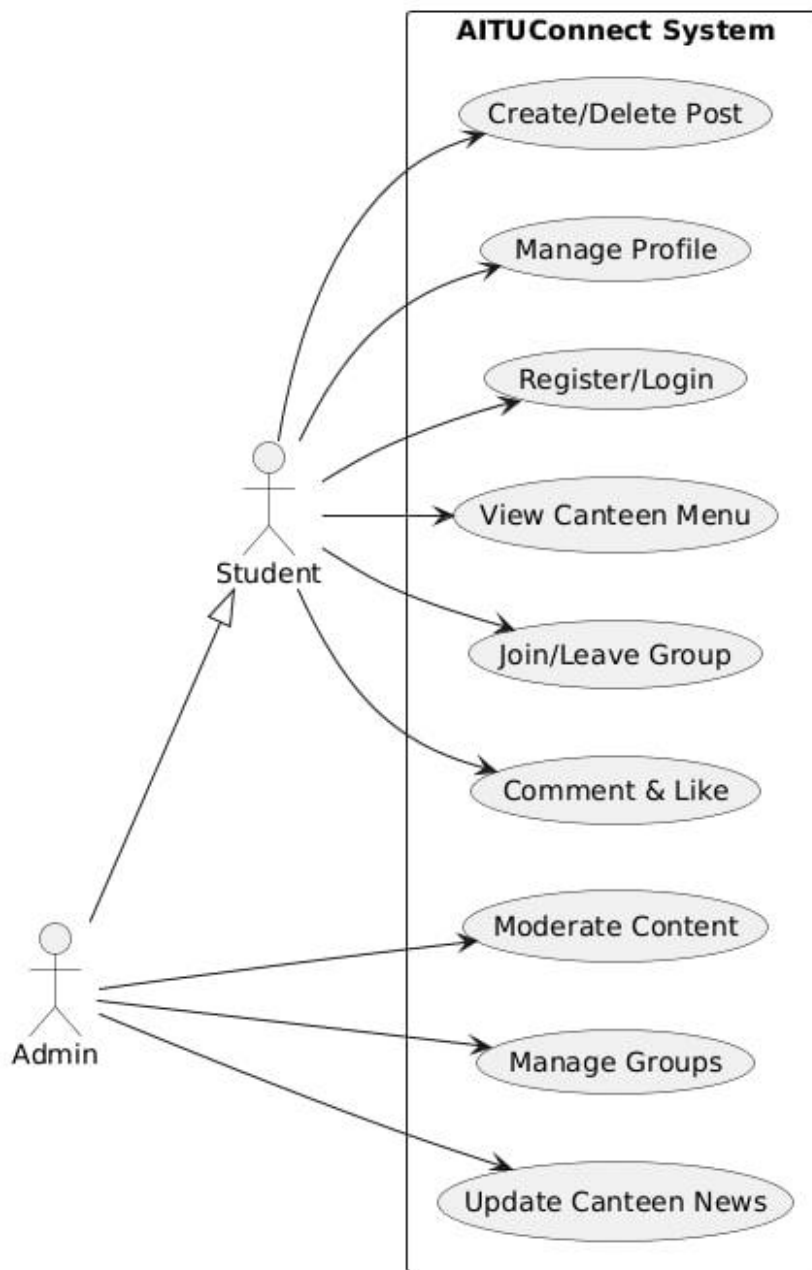 AITUConnect System
Create/Delete Post
Manage Profile
Register/Login
View Canteen Menu
Student
Join/Leave Group
Comment & Like
Moderate Content
Admin
Manage Groups
Update Canteen News